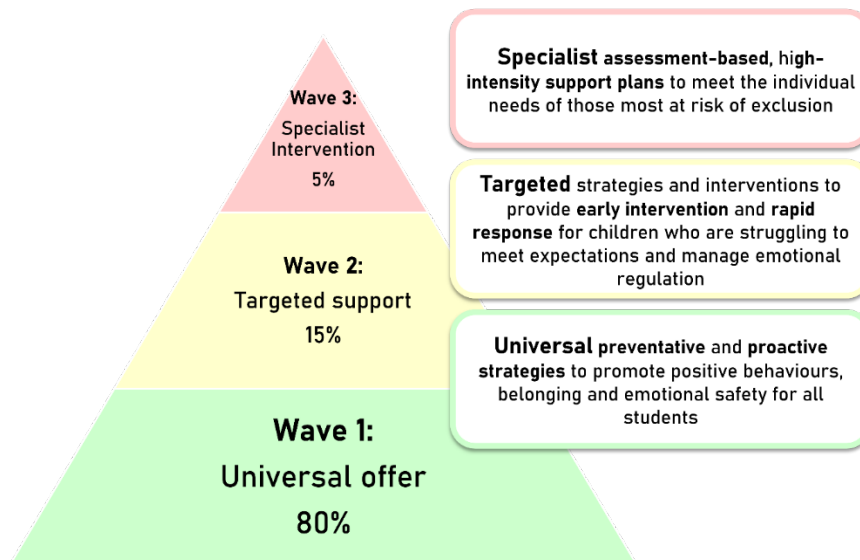 Wave 3:
Specialist
Intervention
5%
Specialist assessment-based, high-
intensity support plans to meet the individual
needs of those most at risk of exclusion
Wave 2:
Targeted support
15%
Targeted strategies and interventions to
provide early intervention and rapid
response for children who are struggling to
meet expectations and manage emotional
regulation
Wave 1:
Universal offer
80%
Universal preventative and proactive
strategies to promote positive behaviours,
belonging and emotional safety for all
students